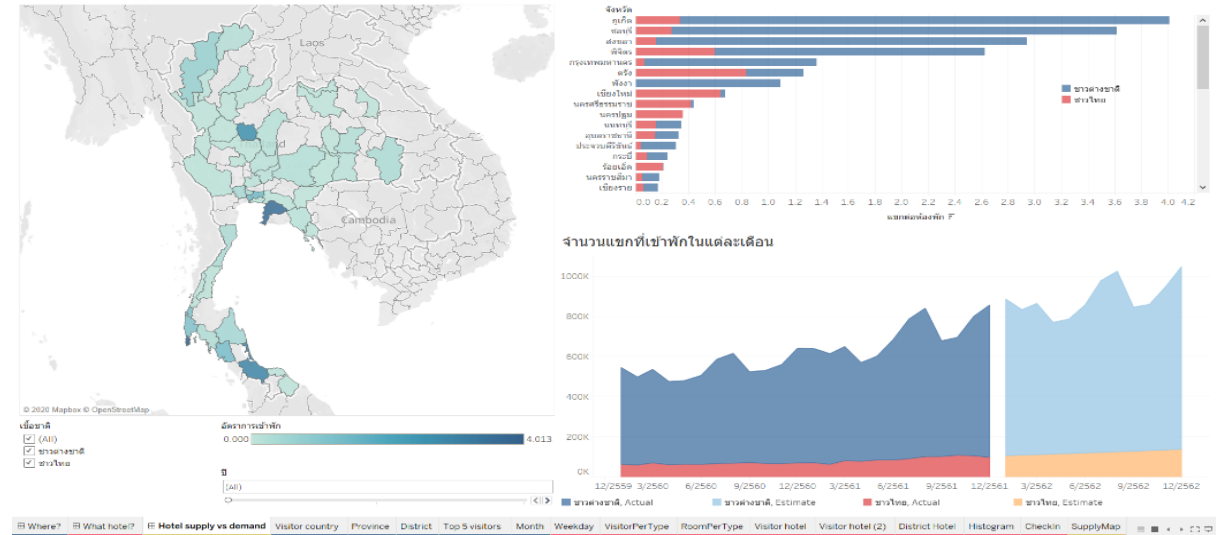 Laos
Thailand
Cambodia
© 2020 Mapbox © OpenStreetMap
เชื้อชาติ
(All)
ชาวต่างชาติ
ชาวไทย
อัตราการเข้าพัก
0.000
4.013
ปี
(All)
จังหวัด
ภูเก็ต
ชลบุรี
สงขลา
พิจิตร
กรุงเทพมหานคร
ตรัง
พังงา
เชียงใหม่
นครศรีธรรมราช
นครปฐม
นนทบุรี
อุบลราชธานี
ประจวบคีรีขันธ์
กระบี่
ร้อยเอ็ด
นครราชสีมา
เชียงราย
0.0 0.2 0.4 0.6 0.8 1.0 1.2 1.4 1.6 1.8 2.0 2.2 2.4 2.6 2.8 3.0 3.2 3.4 3.6 3.8 4.0 4.2
แขกต่อห้องพัก
ชาวต่างชาติ
ชาวไทย
จำนวนแขกที่เข้าพักในแต่ละเดือน
1000K
800K
600K
400K
200K
0K
12/2559 3/2560 6/2560 9/2560 12/2560 3/2561 6/2561 9/2561 12/2561 3/2562 6/2562 9/2562 12/2562
ชาวต่างชาติ, Actual ชาวต่างชาติ, Estimate ชาวไทย, Actual ชาวไทย, Estimate
Where? What hotel? Hotel supply vs demand Visitor country Province District Top 5 visitors Month Weekday VisitorPerType RoomPerType Visitor hotel Visitor hotel (2) District Hotel Histogram CheckIn SupplyMap